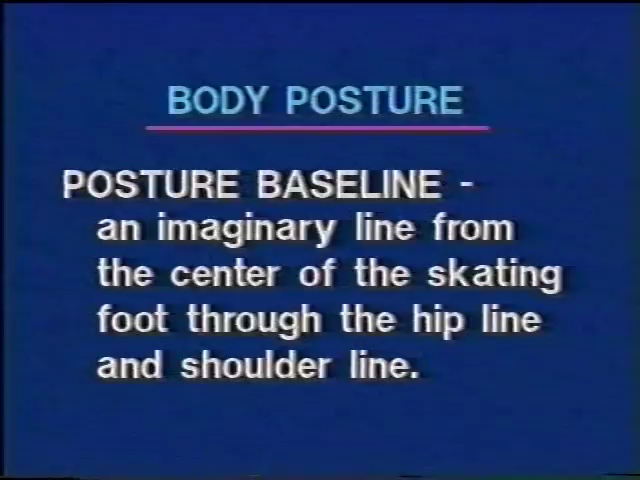 BODY POSTURE
POSTURE BASELINE -
an imaginary line from
the center of the skating
foot through the hip line
and shoulder line.